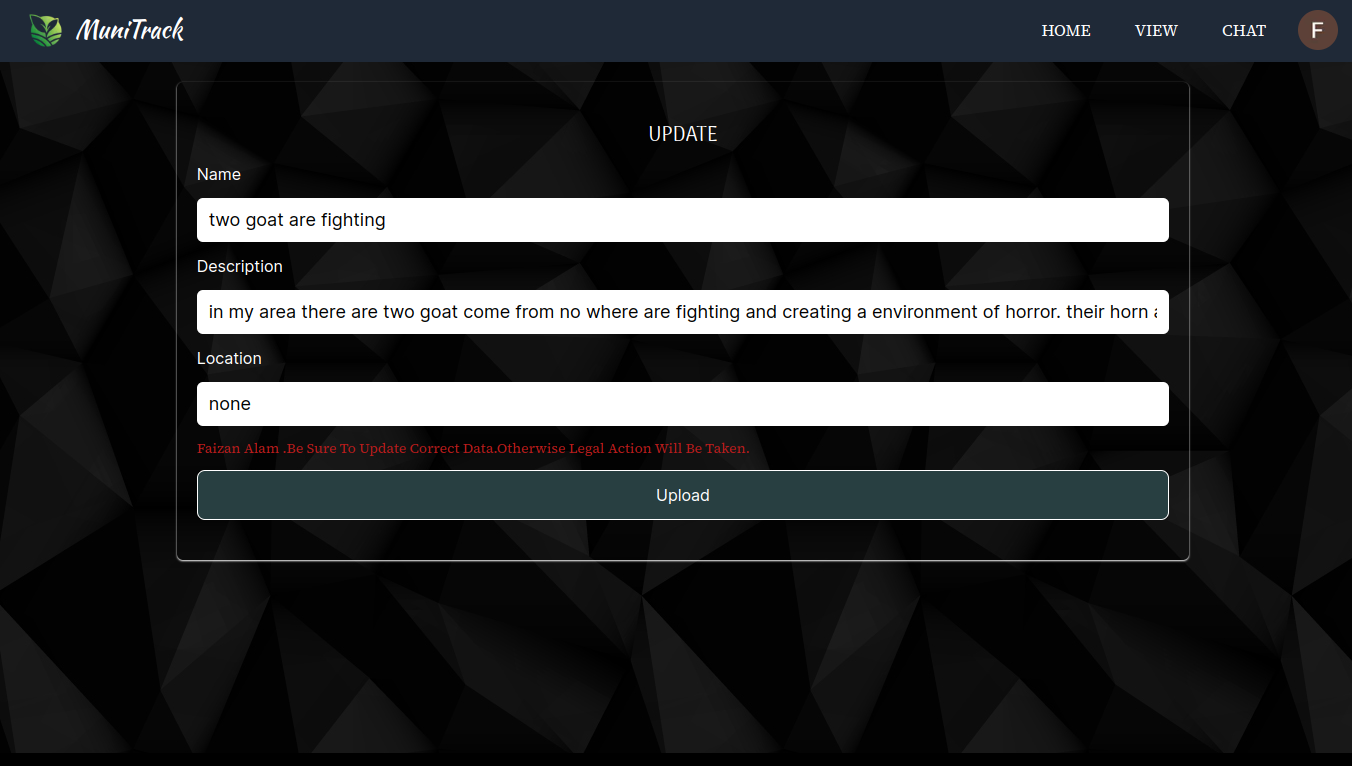 MuniTrack
HOME VIEW CHAT F
UPDATE
Name
two goat are fighting
Description
in my area there are two goat come from no where are fighting and creating a environment of horror. their horn
Location
none
Faizan Alam .Be Sure To Update Correct Data.Otherwise Legal Action Will Be Taken.
Upload